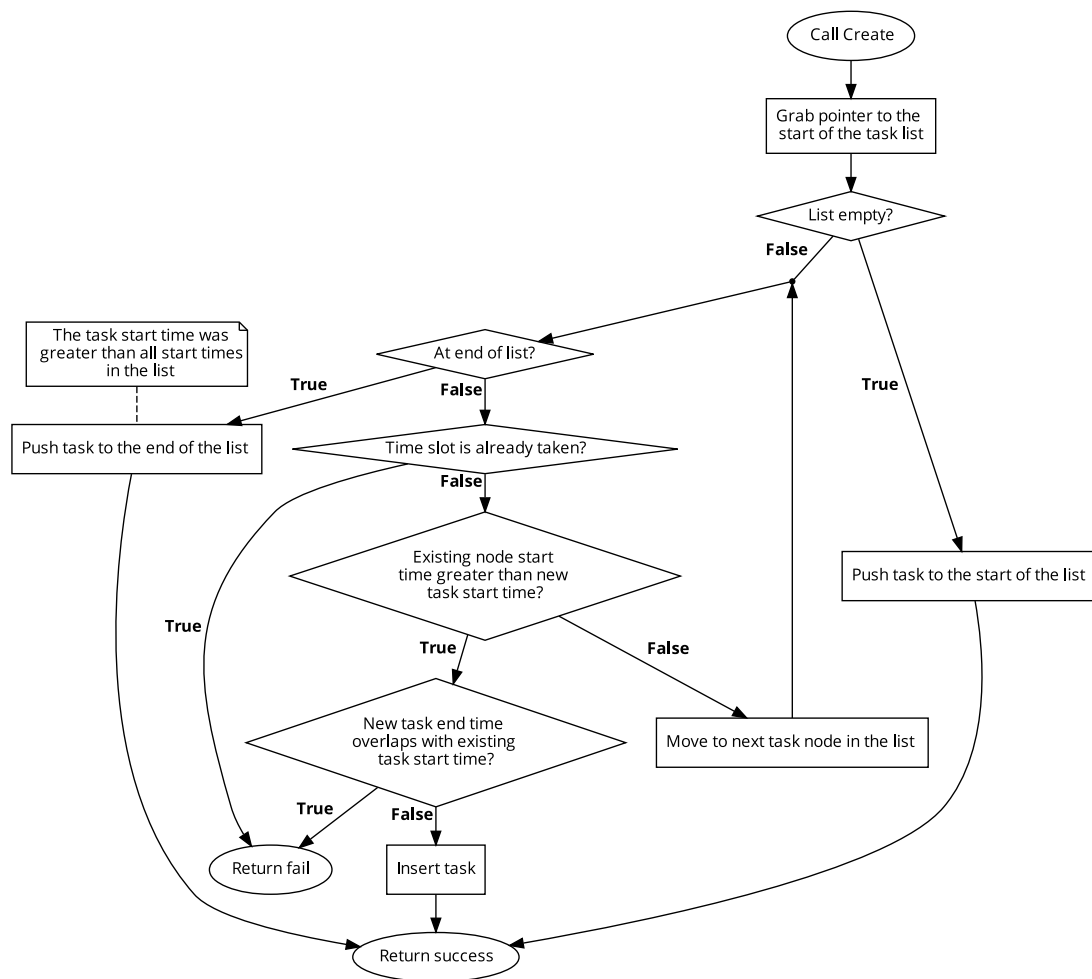 Call Create
Grab pointer to the
start of the task list
List empty?
False
The task start time was
greater than all start times
in the list
At end of list?
True
False
True
Push task to the end of the list
Time slot is already taken?
False
Existing node start
time greater than new
task start time?
Push task to the start of the list
True
True
False
New task end time
overlaps with existing
task start time?
Move to next task node in the list
True
False
Return fail
Insert task
Return success